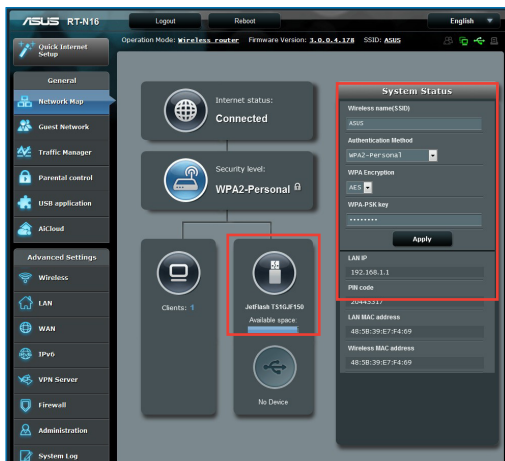 ASUS RT-N16
Logout
Reboot
English
Quick Internet
Setup
Operation Mode: Wireless router Firmware Version: 3.0.0.4.178 SSID: ASUS
General
Network Map
Guest Network
Traffic Manager
Parental control
USB application
AiCloud
Advanced Settings
Wireless
LAN
WAN
IPv6
VPN Server
Firewall
Administration
System Log
Internet status:
Connected
Security level:
WPA2-Personal
Clients: 1
JetFlash TS1GJF150
Available space:
No Device
System Status
Wireless name(SSID)
ASUS
Authentication Method
WPA2-Personal
WPA Encryption
AES
WPA-PSK key
••••••••
Apply
LAN IP
192.168.1.1
PIN code
20443317
LAN MAC address
48:5B:39:E7:F4:69
Wireless MAC address
48:5B:39:E7:F4:69